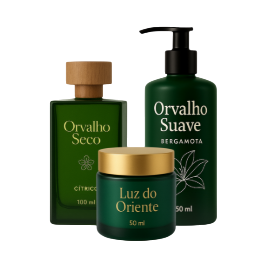 Orvalho
Seco
CÍTRICO
100 ml
Orvalho
Suave
BERGAMOTA
50 ml
Luz do
Oriente
50 ml